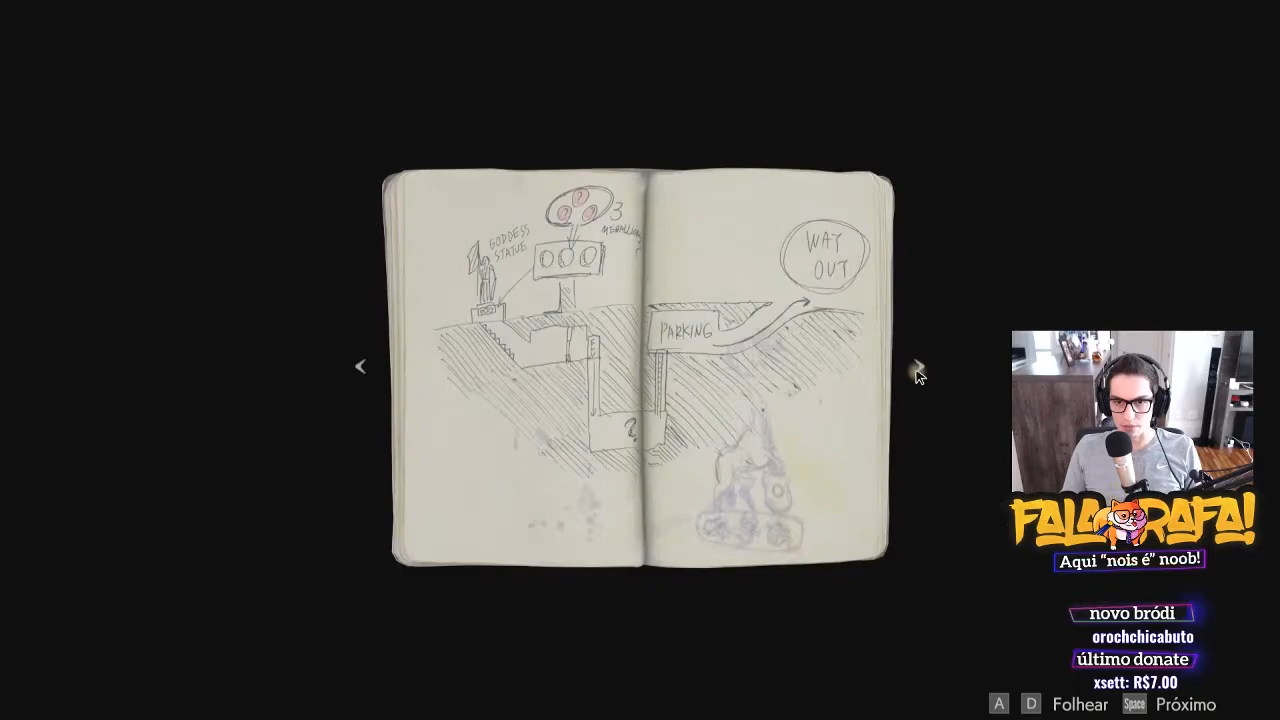 3
MEDALLIONS
?
GODDESS
STATUE
WAY
OUT
PARKING
?
FALA RAFA!
Aqui "nois é" noob!
novo bródi
orochchicabuto
último donate
xsett: R$7.00
A D Folhear Space Próximo